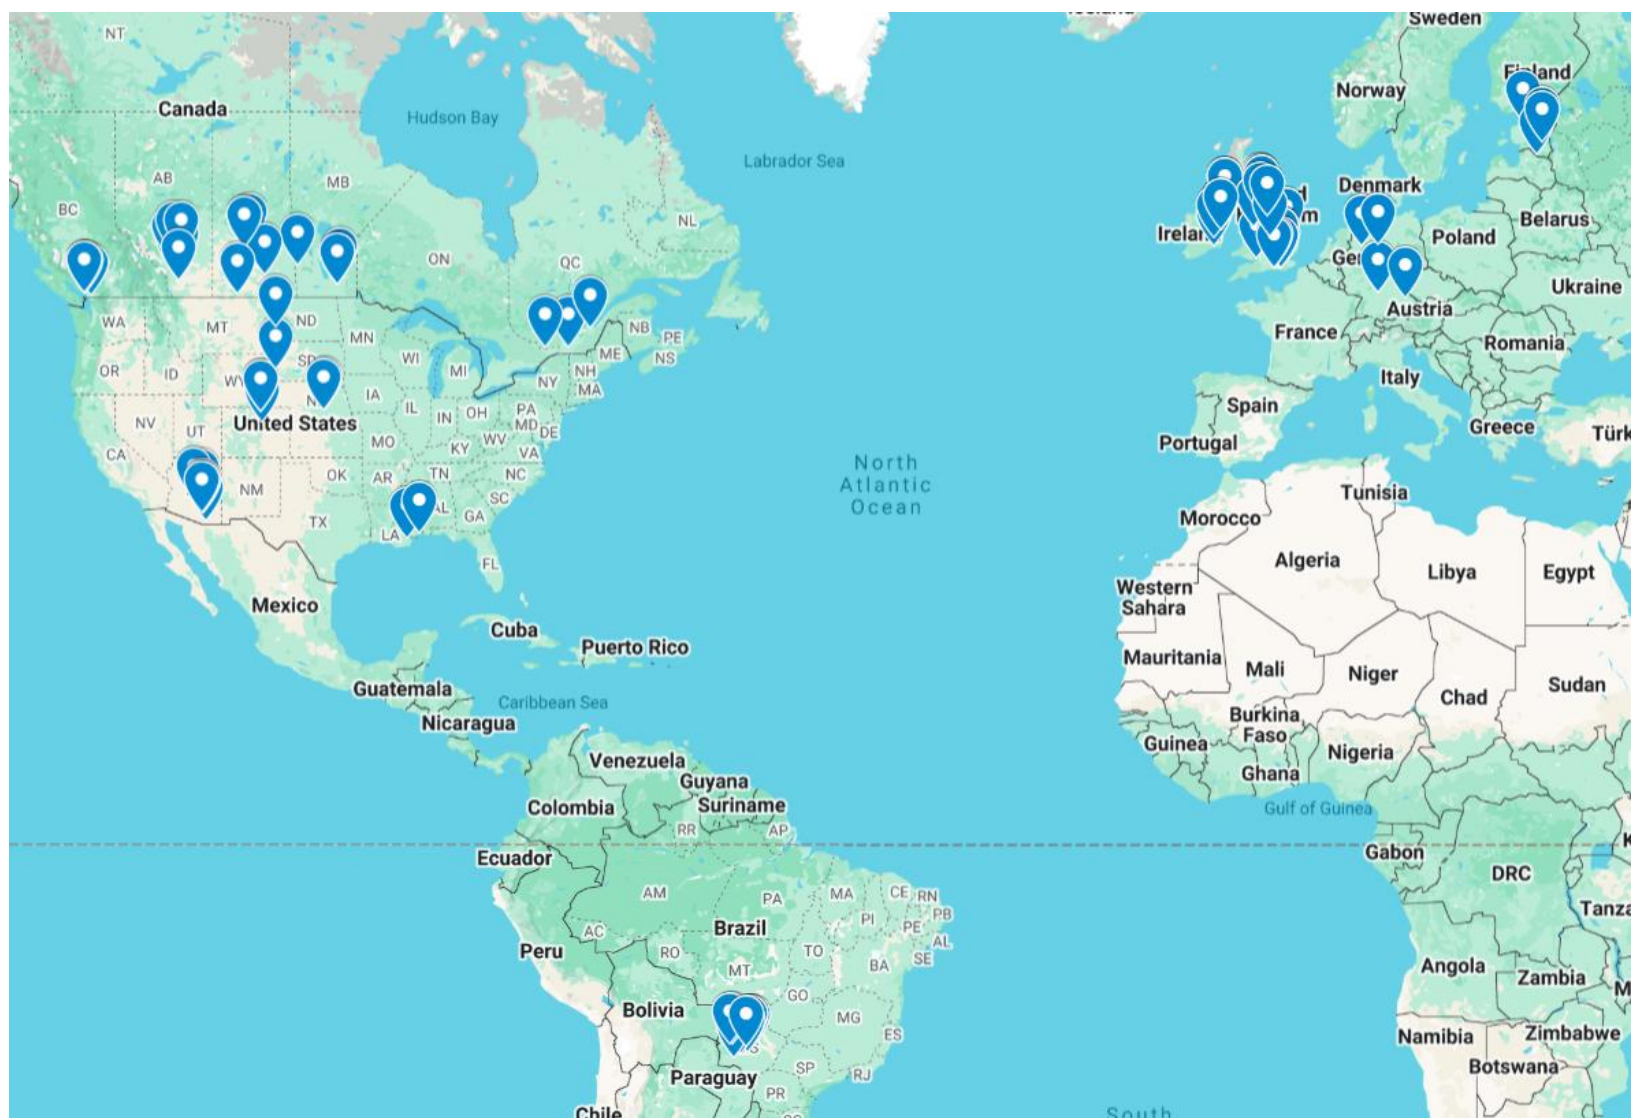 Iceland
Sweden
NT
Finland
Norway
Canada
Hudson Bay
Labrador Sea
AB
MB
BC
Denmark
NL
Belarus
Ireland
Poland
ON
QC
Ukraine
WA
MT
ND
MN
NB
PE
NS
Austria
France
Romania
OR
ID
WY
WI
MI
ME
NH
MA
NY
Italy
Spain
IA
IL
IN
OH
PA
MD
DE
NV
UT
United States
Greece
Türk
Portugal
CA
MO
KY
WV
VA
North
Atlantic
Ocean
OK
AR
TN
NC
NM
SC
Tunisia
AL
GA
TX
LA
Morocco
FL
Algeria
Libya
Egypt
Western
Sahara
Mexico
Cuba
Puerto Rico
Mauritania
Mali
Niger
Chad
Sudan
Guatemala
Caribbean Sea
Nicaragua
Burkina
Faso
Guinea
Nigeria
Venezuela
Guyana
Suriname
Ghana
Colombia
Gulf of Guinea
RR
AP
Ecuador
Gabon
DRC
AM
PA
MA
CE
RN
PB
PI
PE
AL
Tanza
Brazil
AC
Peru
RO
TO
BA
SE
MT
Angola
Zambia
GO
Bolivia
MG
ES
Namibia
Zimbabwe
Botswana
SP
RJ
Paraguay
PR
Chile
South